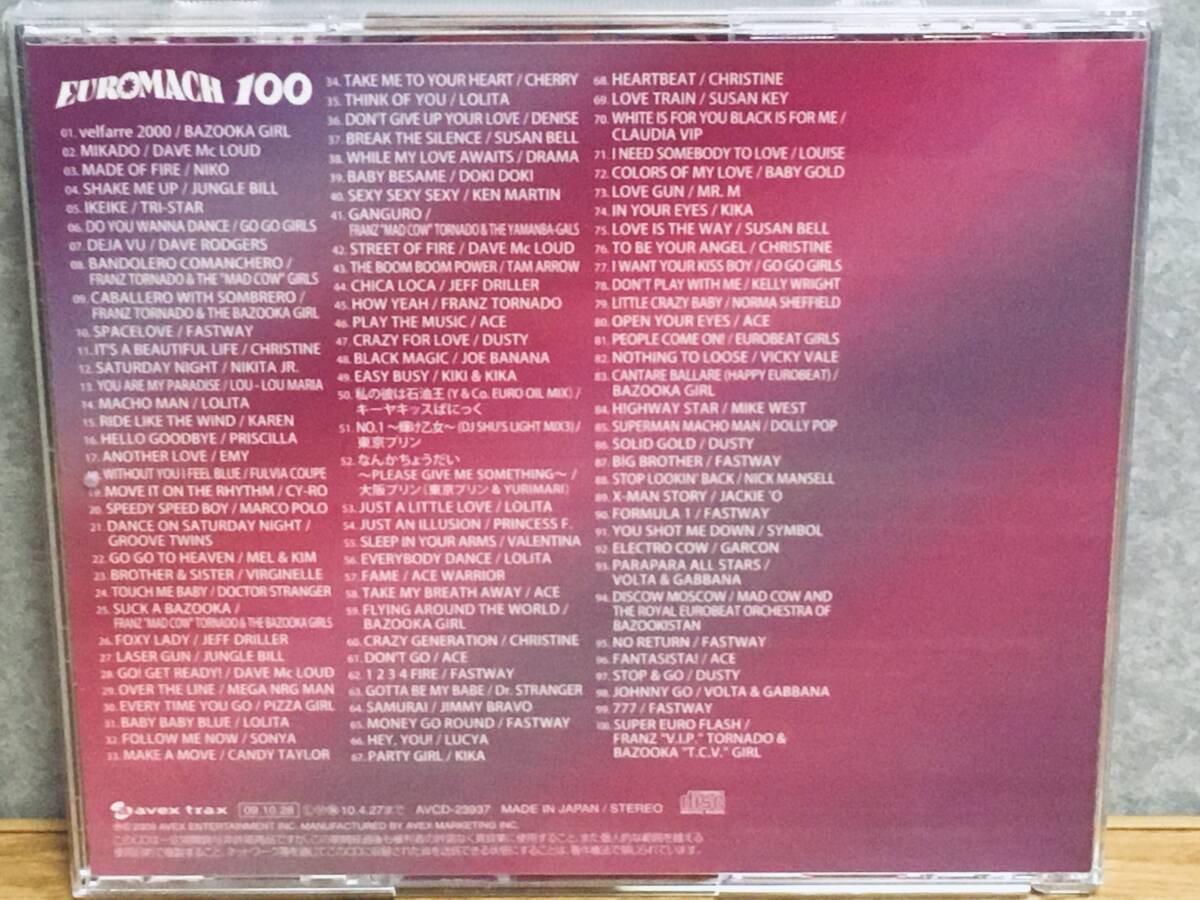 EUROMACH 100
01. velfarre 2000 / BAZOOKA GIRL
02. MIKADO / DAVE Mc LOUD
03. MADE OF FIRE / NIKO
04. SHAKE ME UP / JUNGLE BILL
05. IKEIKE / TRI-STAR
06. DO YOU WANNA DANCE / GO GO GIRLS
07. DEJA VU / DAVE RODGERS
08. BANDOLERO COMANCHERO /
FRANZ TORNADO & THE "MAD COW" GIRLS
09. CABALLERO WITH SOMBRERO /
FRANZ TORNADO & THE BAZOOKA GIRL
10. SPACELOVE / FASTWAY
11. IT'S A BEAUTIFUL LIFE / CHRISTINE
12. SATURDAY NIGHT / NIKITA JR.
13. YOU ARE MY PARADISE / LOU - LOU MARIA
14. MACHO MAN / LOLITA
15. RIDE LIKE THE WIND / KAREN
16. HELLO GOODBYE / PRISCILLA
17. ANOTHER LOVE / EMY
WITHOUT YOU I FEEL BLUE / FULVIA COUPE
19. MOVE IT ON THE RHYTHM / CY-RO
20. SPEEDY SPEED BOY / MARCO POLO
21. DANCE ON SATURDAY NIGHT /
GROOVE TWINS
22. GO GO TO HEAVEN / MEL & KIM
23. BROTHER & SISTER / VIRGINELLE
24. TOUCH ME BABY / DOCTOR STRANGER
25. SUCK A BAZOOKA /
FRANZ "MAD COW" TORNADO & THE BAZOOKA GIRLS
26. FOXY LADY / JEFF DRILLER
27. LASER GUN / JUNGLE BILL
28. GO! GET READY! / DAVE Mc LOUD
29. OVER THE LINE / MEGA NRG MAN
30. EVERY TIME YOU GO / PIZZA GIRL
31. BABY BABY BLUE / LOLITA
32. FOLLOW ME NOW / SONYA
33. MAKE A MOVE / CANDY TAYLOR
34. TAKE ME TO YOUR HEART / CHERRY
35. THINK OF YOU / LOLITA
36. DON'T GIVE UP YOUR LOVE / DENISE
37. BREAK THE SILENCE / SUSAN BELL
38. WHILE MY LOVE AWAITS / DRAMA
39. BABY BESAME / DOKI DOKI
40. SEXY SEXY SEXY / KEN MARTIN
41. GANGURO /
FRANZ "MAD COW" TORNADO & THE YAMANBA-GALS
42. STREET OF FIRE / DAVE Mc LOUD
43. THE BOOM BOOM POWER / TAM ARROW
44. CHICA LOCA / JEFF DRILLER
45. HOW YEAH / FRANZ TORNADO
46. PLAY THE MUSIC / ACE
47. CRAZY FOR LOVE / DUSTY
48. BLACK MAGIC / JOE BANANA
49. EASY BUSY / KIKI & KIKA
50. 私の彼は石油王 (Y & Co. EURO OIL MIX) /
キーヤキッスぱにっく
51. NO.1 ～輝け乙女～ (DJ SHU'S LIGHT MIX3) /
東京プリン
52. なんかちょうだい
～PLEASE GIVE ME SOMETHING～ /
大阪プリン (東京プリン & YURIMARI)
53. JUST A LITTLE LOVE / LOLITA
54. JUST AN ILLUSION / PRINCESS F.
55. SLEEP IN YOUR ARMS / VALENTINA
56. EVERYBODY DANCE / LOLITA
57. FAME / ACE WARRIOR
58. TAKE MY BREATH AWAY / ACE
59. FLYING AROUND THE WORLD /
BAZOOKA GIRL
60. CRAZY GENERATION / CHRISTINE
61. DON'T GO / ACE
62. 1 2 3 4 FIRE / FASTWAY
63. GOTTA BE MY BABE / Dr. STRANGER
64. SAMURAI / JIMMY BRAVO
65. MONEY GO ROUND / FASTWAY
66. HEY, YOU! / LUCYA
67. PARTY GIRL / KIKA
68. HEARTBEAT / CHRISTINE
69. LOVE TRAIN / SUSAN KEY
70. WHITE IS FOR YOU BLACK IS FOR ME /
CLAUDIA VIP
71. I NEED SOMEBODY TO LOVE / LOUISE
72. COLORS OF MY LOVE / BABY GOLD
73. LOVE GUN / MR. M
74. IN YOUR EYES / KIKA
75. LOVE IS THE WAY / SUSAN BELL
76. TO BE YOUR ANGEL / CHRISTINE
77. I WANT YOUR KISS BOY / GO GO GIRLS
78. DON'T PLAY WITH ME / KELLY WRIGHT
79. LITTLE CRAZY BABY / NORMA SHEFFIELD
80. OPEN YOUR EYES / ACE
81. PEOPLE COME ON! / EUROBEAT GIRLS
82. NOTHING TO LOOSE / VICKY VALE
83. CANTARE BALLARE (HAPPY EUROBEAT) /
BAZOOKA GIRL
84. HIGHWAY STAR / MIKE WEST
85. SUPERMAN MACHO MAN / DOLLY POP
86. SOLID GOLD / DUSTY
87. BIG BROTHER / FASTWAY
88. STOP LOOKIN' BACK / NICK MANSELL
89. X-MAN STORY / JACKIE 'O
90. FORMULA 1 / FASTWAY
91. YOU SHOT ME DOWN / SYMBOL
92. ELECTRO COW / GARCON
93. PARAPARA ALL STARS /
VOLTA & GABBANA
94. DISCOW MOSCOW / MAD COW AND
THE ROYAL EUROBEAT ORCHESTRA OF
BAZOOKISTAN
95. NO RETURN / FASTWAY
96. FANTASISTA! / ACE
97. STOP & GO / DUSTY
98. JOHNNY GO / VOLTA & GABBANA
99. 777 / FASTWAY
100. SUPER EURO FLASH /
FRANZ "V.I.P." TORNADO &
BAZOOKA "T.C.V." GIRL
avex trax 09.10.28 10.4.27まで AVCD-23937 MADE IN JAPAN / STEREO
℗© 2009 AVEX ENTERTAINMENT INC. MANUFACTURED BY AVEX MARKETING INC.